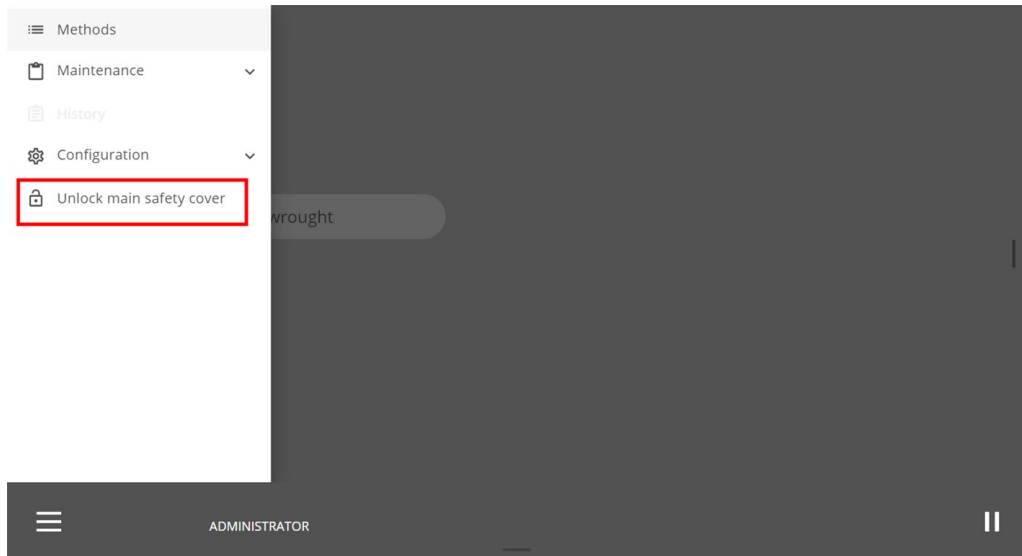 Methods
Maintenance
History
Configuration
Unlock main safety cover
wrought
ADMINISTRATOR